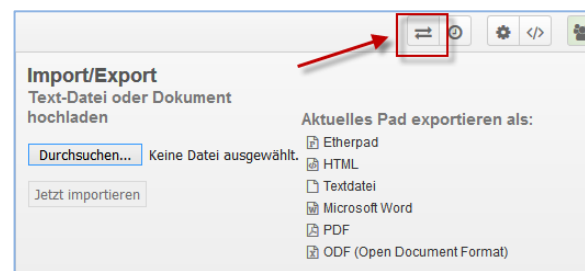 Import/Export
Text-Datei oder Dokument
hochladen
Durchsuchen... Keine Datei ausgewählt.
Jetzt importieren
Aktuelles Pad exportieren als:
Etherpad
HTML
Textdatei
Microsoft Word
PDF
ODF (Open Document Format)